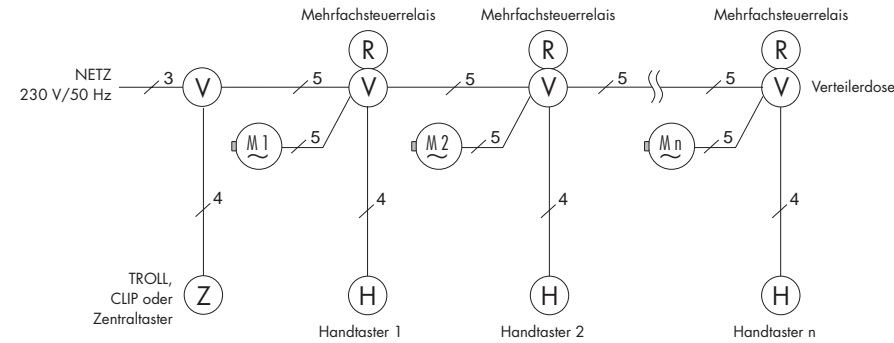 Mehrfachsteuerrelais Mehrfachsteuerrelais Mehrfachsteuerrelais
R R R
NETZ
230 V/50 Hz
3 V 5 V 5 V 5 5 V Verteilerdose
M1 5 M2 5 Mn 5
4 4 4 4
TROLL,
CLIP oder
Zentraltaster
Z H H H
Handtaster 1 Handtaster 2 Handtaster n